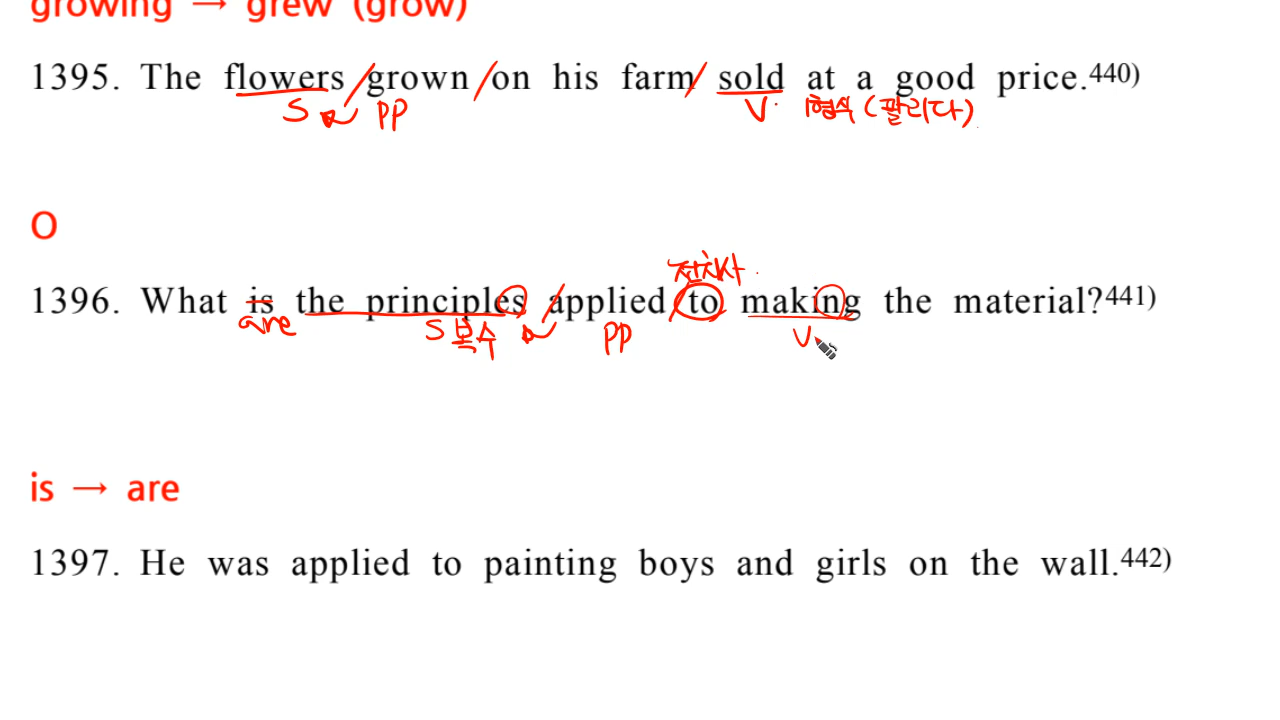 growing → grew (grow)
1395. The flowers grown on his farm sold at a good price.440)
S PP V 1형식 (팔리다)
O
전치사
1396. What is the principles applied to making the material?441)
are S 복수 PP V
is → are
1397. He was applied to painting boys and girls on the wall.442)